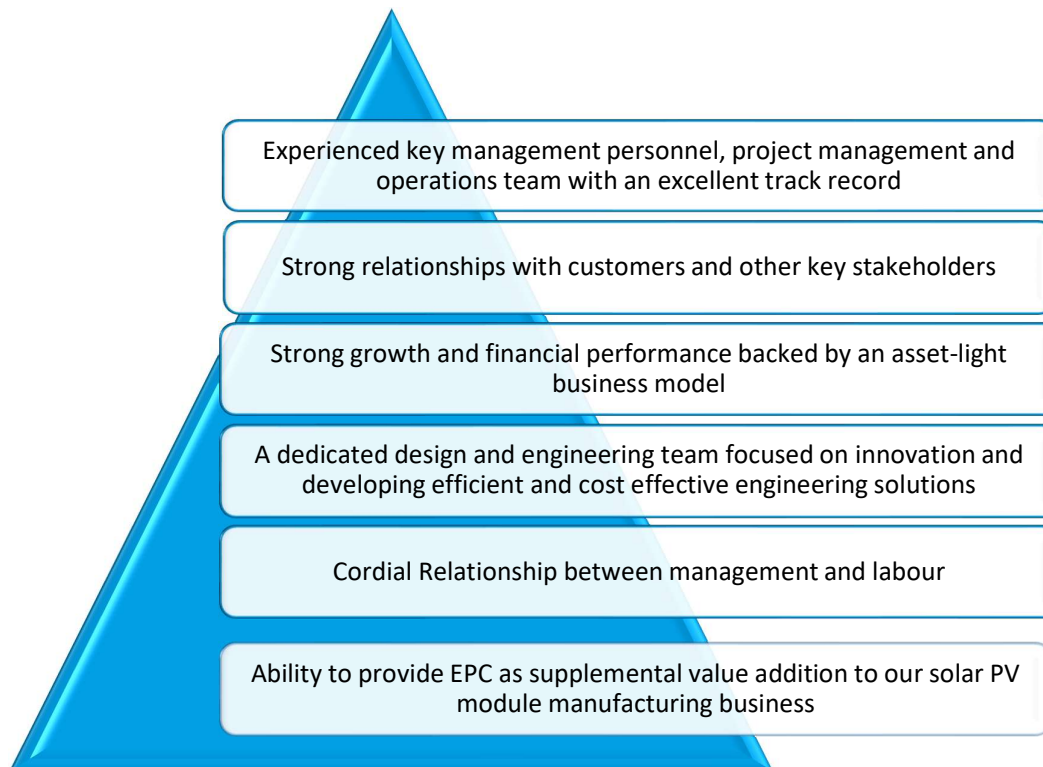 Experienced key management personnel, project management and
operations team with an excellent track record
Strong relationships with customers and other key stakeholders
Strong growth and financial performance backed by an asset-light
business model
A dedicated design and engineering team focused on innovation and
developing efficient and cost effective engineering solutions
Cordial Relationship between management and labour
Ability to provide EPC as supplemental value addition to our solar PV
module manufacturing business